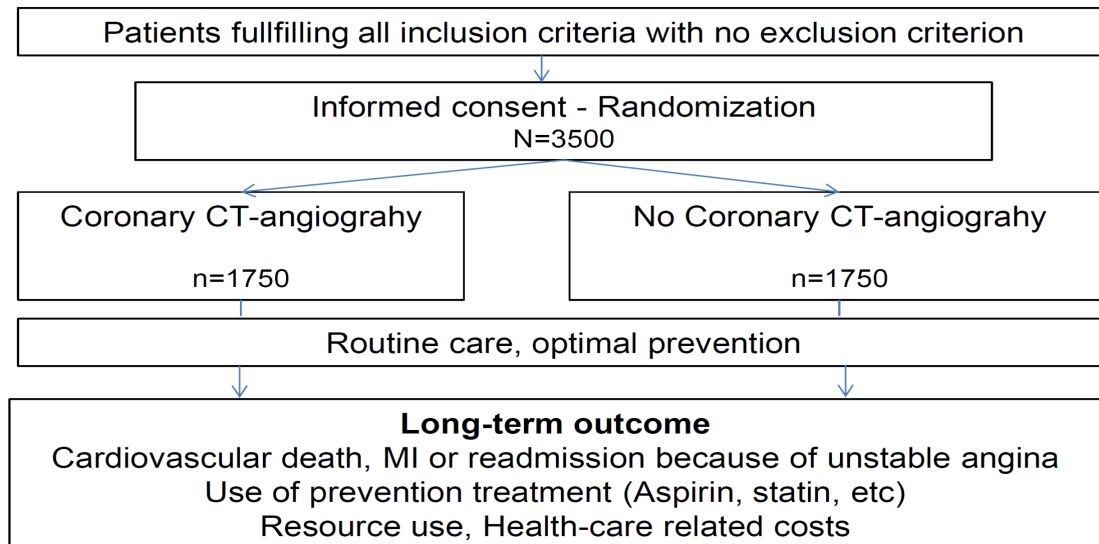 Patients fullfilling all inclusion criteria with no exclusion criterion
Informed consent - Randomization
N=3500
Coronary CT-angiograhy
n=1750
No Coronary CT-angiograhy
n=1750
Routine care, optimal prevention
Long-term outcome
Cardiovascular death, MI or readmission because of unstable angina
Use of prevention treatment (Aspirin, statin, etc)
Resource use, Health-care related costs